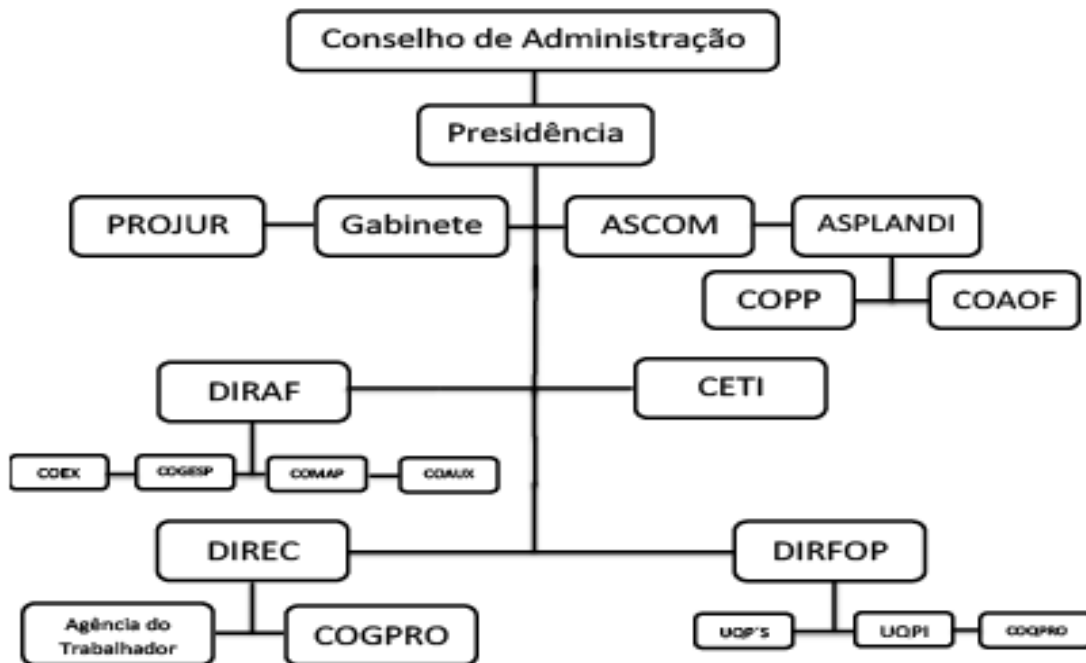 Conselho de Administração
Presidência
PROJUR
Gabinete
ASCOM
ASPLANDI
COPP
COAOF
DIRAF
CETI
COEX
COGESP
COMAP
COAUX
DIREC
DIRFOP
Agência do
Trabalhador
COGPRO
UQP'S
UQPI
COQPRO